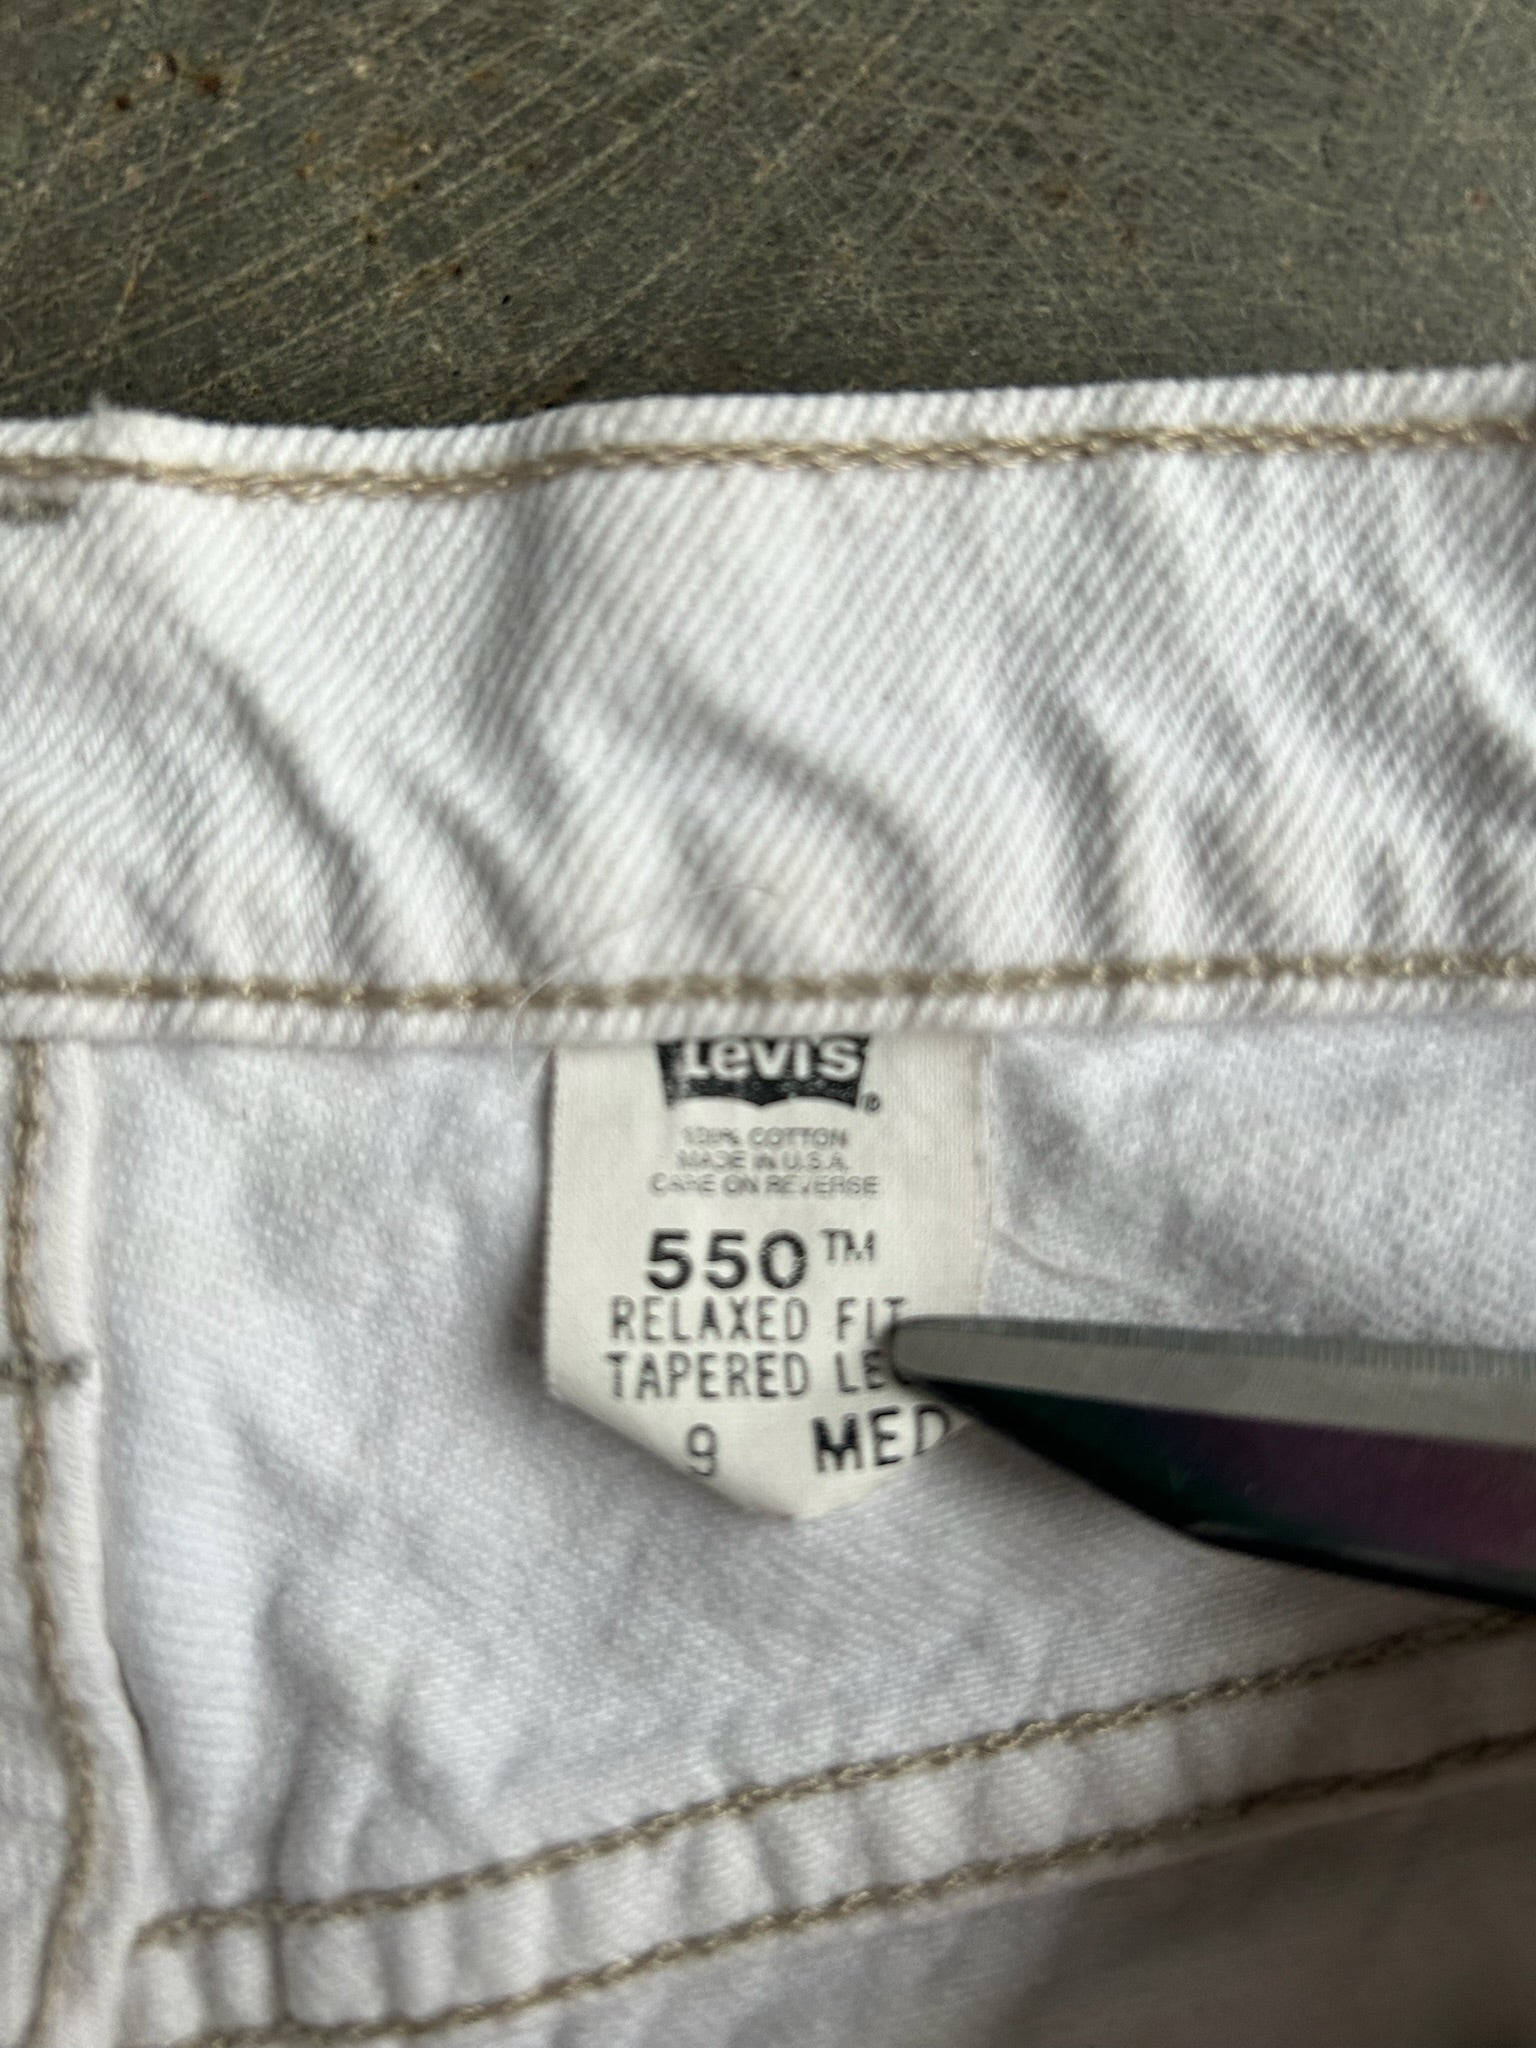 Levi's®
100% COTTON
MADE IN U.S.A.
CARE ON REVERSE
550™
RELAXED FIT
TAPERED LEG
9 MED